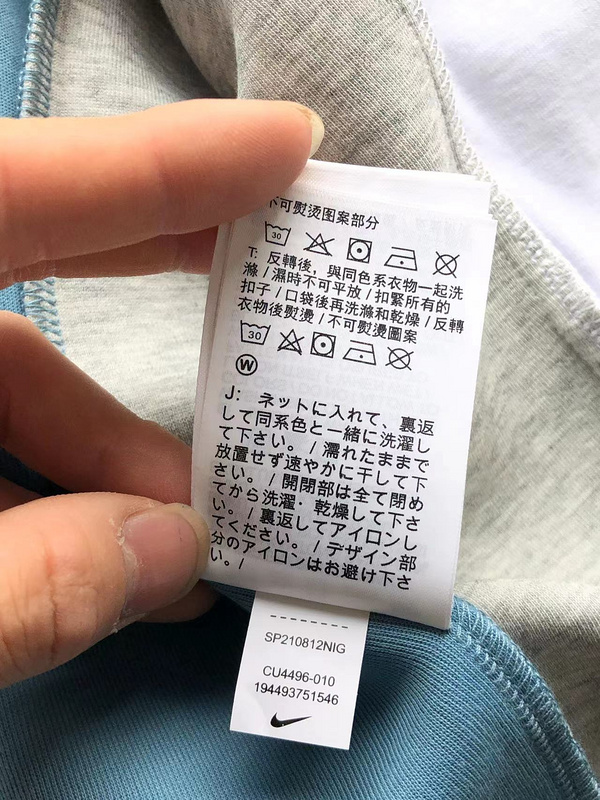 不可熨烫图案部分
30
T: 反轉後，與同色系衣物一起洗
滌 / 濕時不可平放 / 扣緊所有的
扣子 / 口袋後再洗滌和乾燥 / 反轉
衣物後熨燙 / 不可熨燙圖案
30
W
J: ネットに入れて、裏返
して同系色と一緒に洗濯し
て下さい。 / 濡れたままで
放置せず速やかに干して下
さい。 / 開閉部は全て閉め
てから洗濯・乾燥して下さ
い。 / 裏返してアイロンし
てください。 / デザイン部
分のアイロンはお避け下さ
い。 /
SP210812NIG
CU4496-010
194493751546